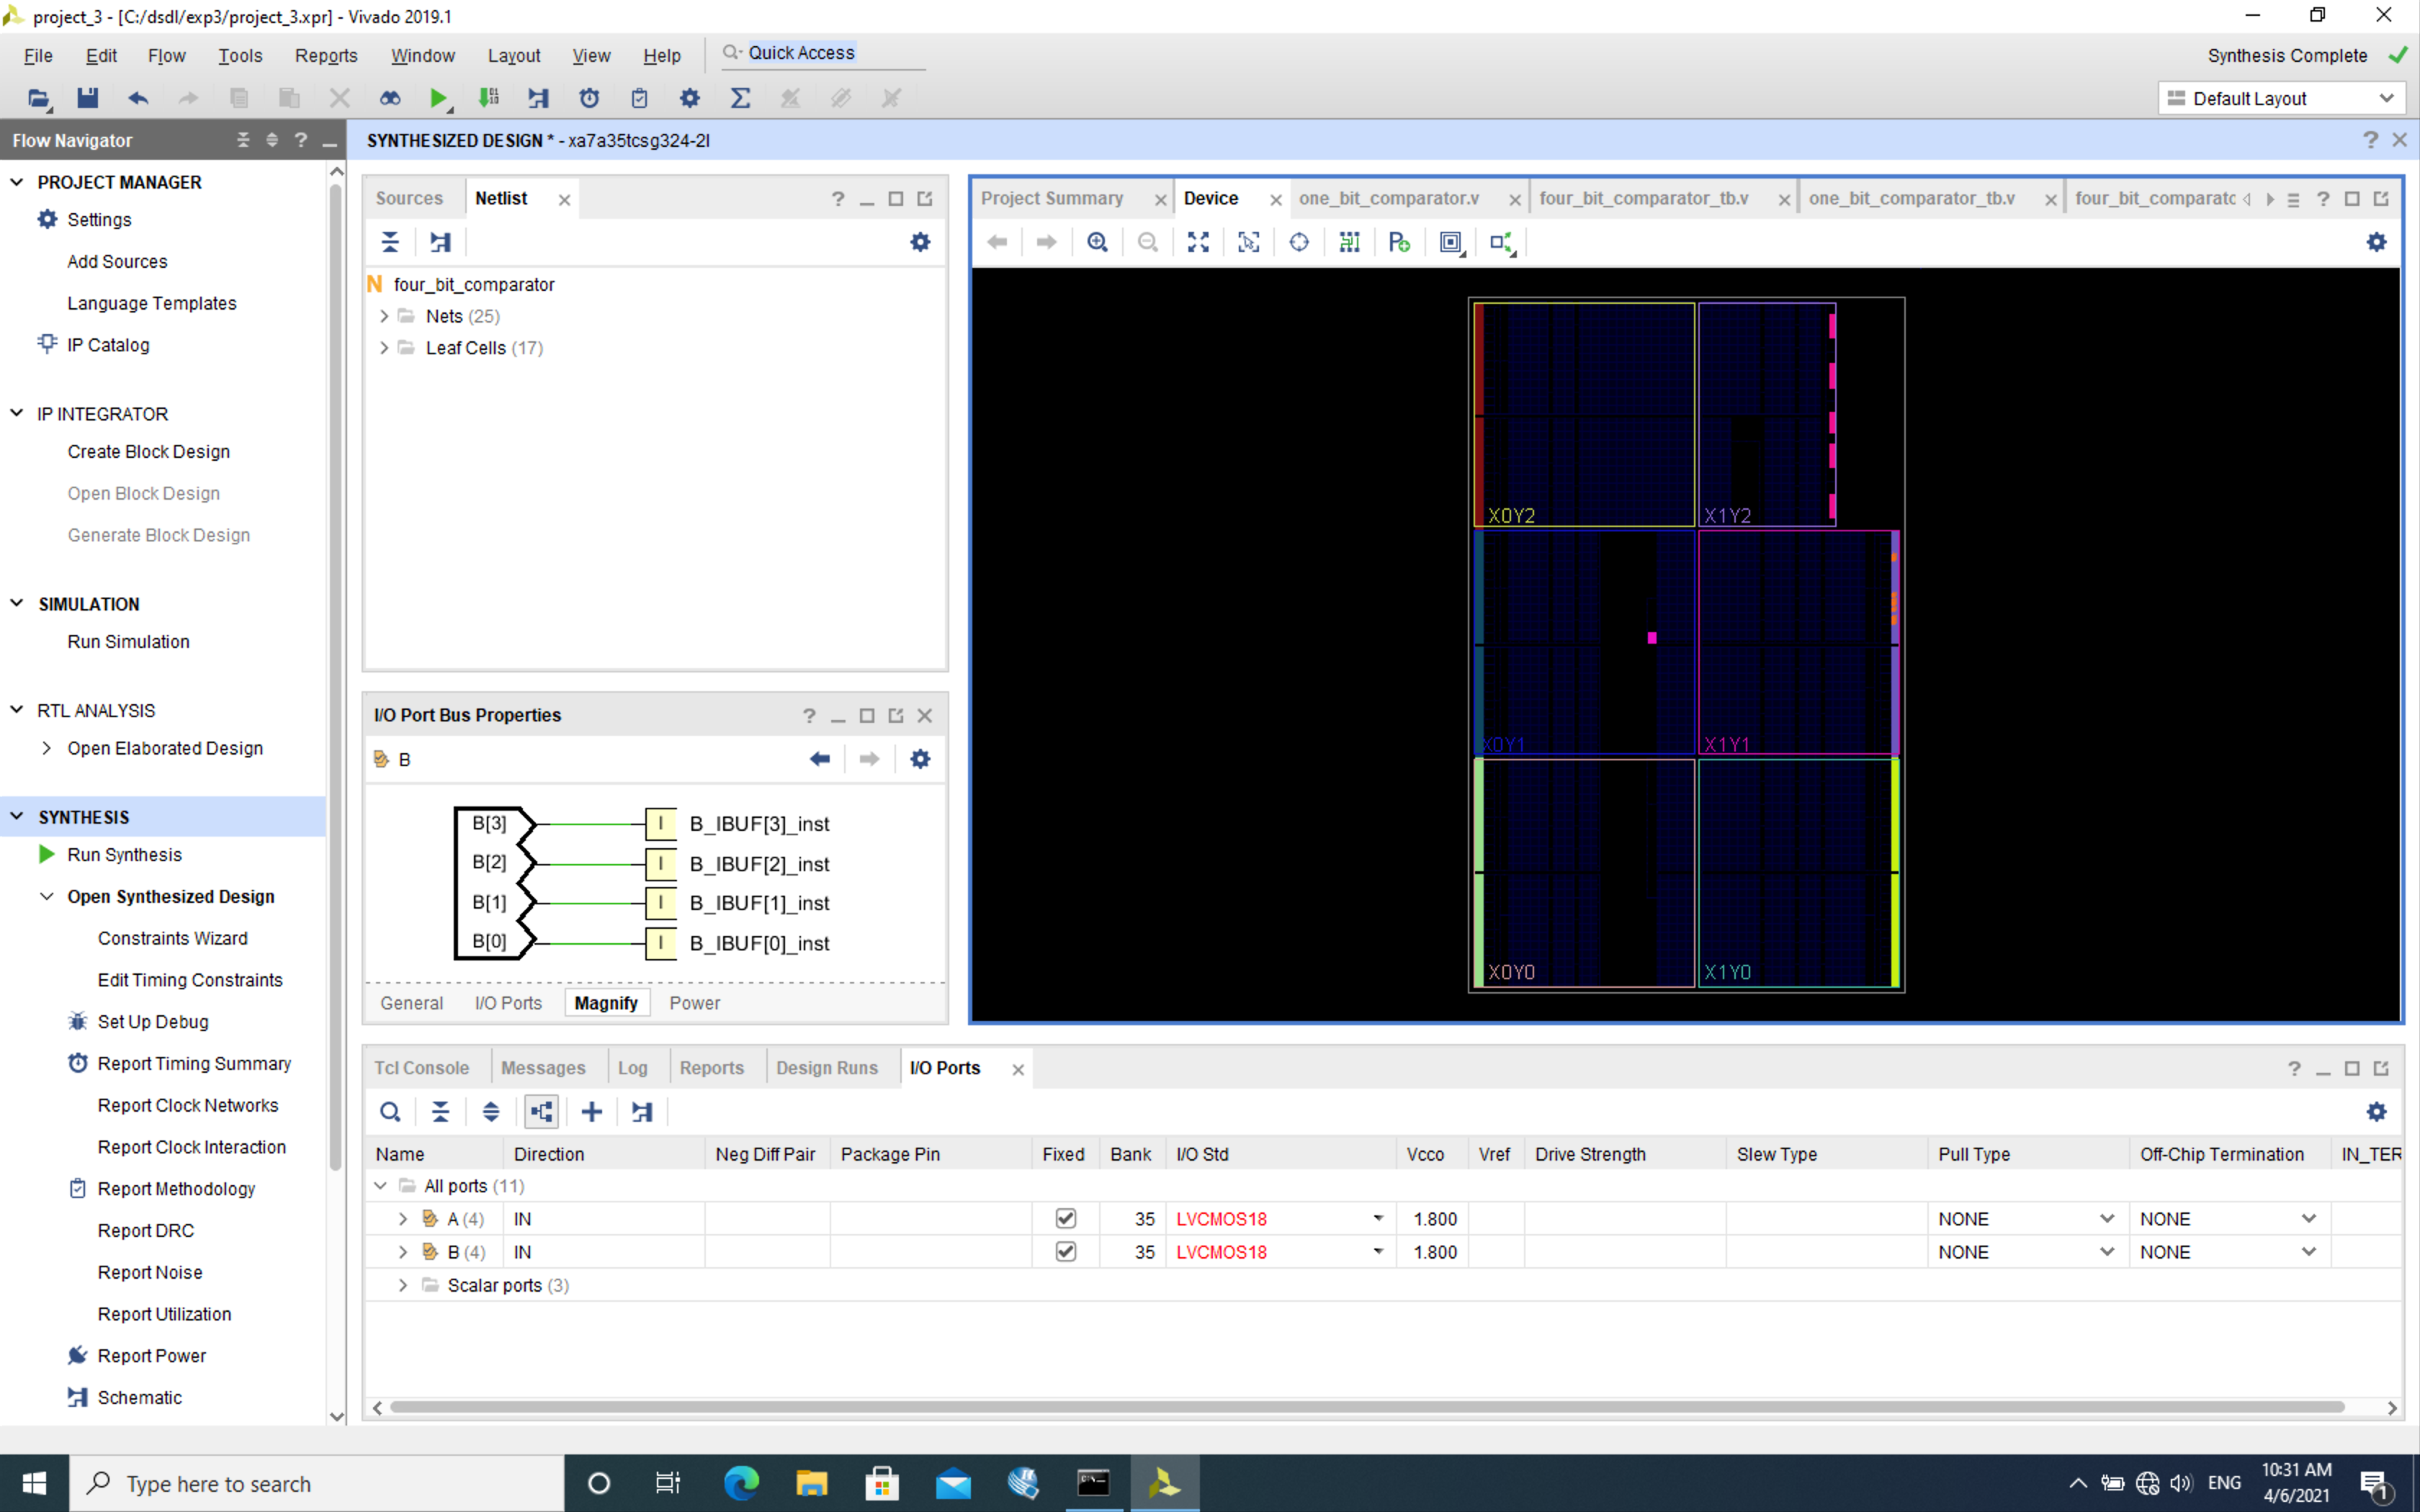 project_3 - [C:/dsdl/exp3/project_3.xpr] - Vivado 2019.1
File Edit Flow Tools Reports Window Layout View Help Quick Access
Synthesis Complete
Default Layout
Flow Navigator
SYNTHESIZED DESIGN * - xa7a35tcsg324-2I
PROJECT MANAGER
Settings
Add Sources
Language Templates
IP Catalog
IP INTEGRATOR
Create Block Design
Open Block Design
Generate Block Design
SIMULATION
Run Simulation
RTL ANALYSIS
Open Elaborated Design
SYNTHESIS
Run Synthesis
Open Synthesized Design
Constraints Wizard
Edit Timing Constraints
Set Up Debug
Report Timing Summary
Report Clock Networks
Report Clock Interaction
Report Methodology
Report DRC
Report Noise
Report Utilization
Report Power
Schematic
Sources Netlist
N four_bit_comparator
Nets (25)
Leaf Cells (17)
I/O Port Bus Properties
B
B[3] I B_IBUF[3]_inst
B[2] I B_IBUF[2]_inst
B[1] I B_IBUF[1]_inst
B[0] I B_IBUF[0]_inst
General I/O Ports Magnify Power
Project Summary Device one_bit_comparator.v four_bit_comparator_tb.v one_bit_comparator_tb.v four_bit_comparatc
X0Y2 X1Y2
X0Y1 X1Y1
X0Y0 X1Y0
Tcl Console Messages Log Reports Design Runs I/O Ports
Name Direction Neg Diff Pair Package Pin Fixed Bank I/O Std Vcco Vref Drive Strength Slew Type Pull Type Off-Chip Termination IN_TER
All ports (11)
A (4) IN 35 LVCMOS18 1.800 NONE NONE
B (4) IN 35 LVCMOS18 1.800 NONE NONE
Scalar ports (3)
Type here to search
ENG
10:31 AM
4/6/2021
1